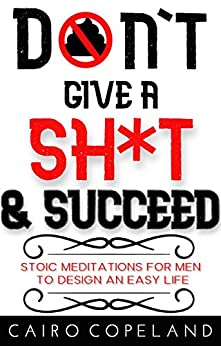 DON'T
GIVE A
SH*T
& SUCCEED
STOIC MEDITATIONS FOR MEN
TO DESIGN AN EASY LIFE
CAIRO COPELAND